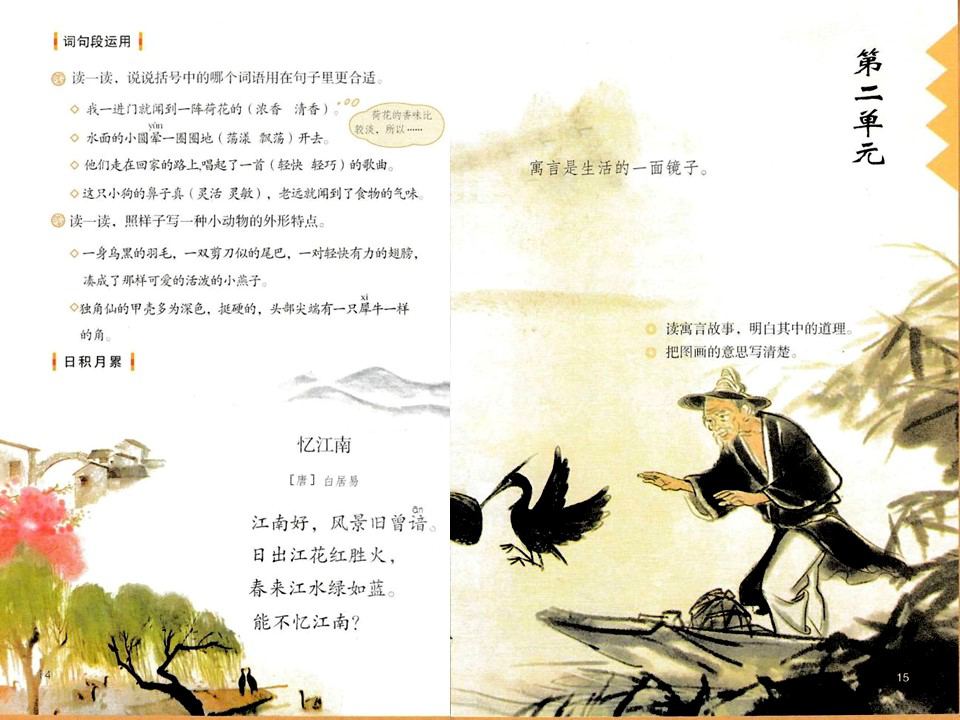 词句段运用
读一读，说说括号中的哪个词语用在句子里更合适。
我一进门就闻到一阵荷花的（浓香 清香）。
荷花的香味比
较淡，所以……
yùn
水面的小圆晕一圈圈地（荡漾 飘荡）开去。
他们走在回家的路上，唱起了一首（轻快 轻巧）的歌曲。
这只小狗的鼻子真（灵活 灵敏），老远就闻到了食物的气味。
读一读，照样子写一种小动物的外形特点。
一身乌黑的羽毛，一双剪刀似的尾巴，一对轻快有力的翅膀，
凑成了那样可爱的活泼的小燕子。
xī
独角仙的甲壳多为深色，挺硬的，头部尖端有一只犀牛一样
的角。
日积月累
忆江南
［唐］白居易
ān
江南好，风景旧曾谙。
日出江花红胜火，
春来江水绿如蓝。
能不忆江南？
14
第二单元
寓言是生活的一面镜子。
读寓言故事，明白其中的道理。
把图画的意思写清楚。
15